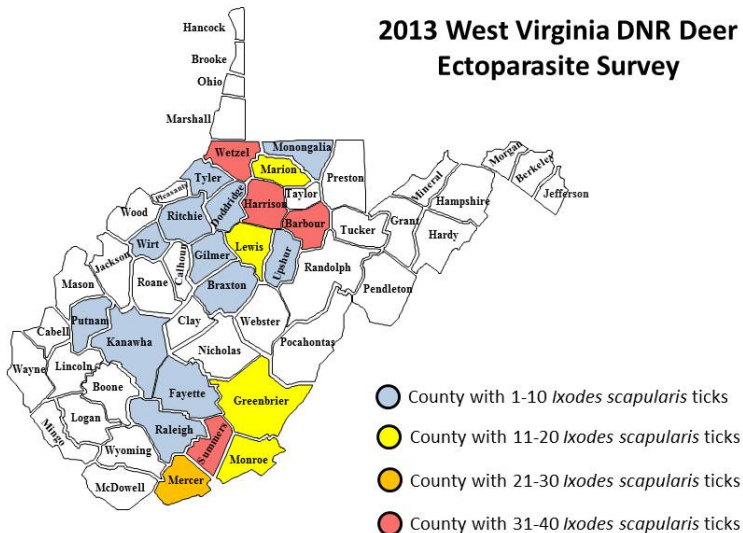 2013 West Virginia DNR Deer
Ectoparasite Survey
Hancock
Brooke
Ohio
Marshall
Wetzel
Monongalia
Marion
Tyler
Pleasants
Doddridge
Harrison
Taylor
Preston
Morgan
Berkeley
Jefferson
Mineral
Hampshire
Wood
Ritchie
Barbour
Tucker
Grant
Hardy
Wirt
Lewis
Gilmer
Upshur
Randolph
Jackson
Calhoun
Roane
Braxton
Pendleton
Mason
Putnam
Clay
Webster
Cabell
Kanawha
Pocahontas
Nicholas
Wayne
Lincoln
Boone
Fayette
Greenbrier
Logan
Mingo
Raleigh
Summers
Wyoming
Monroe
Mercer
McDowell
County with 1-10 Ixodes scapularis ticks
County with 11-20 Ixodes scapularis ticks
County with 21-30 Ixodes scapularis ticks
County with 31-40 Ixodes scapularis ticks